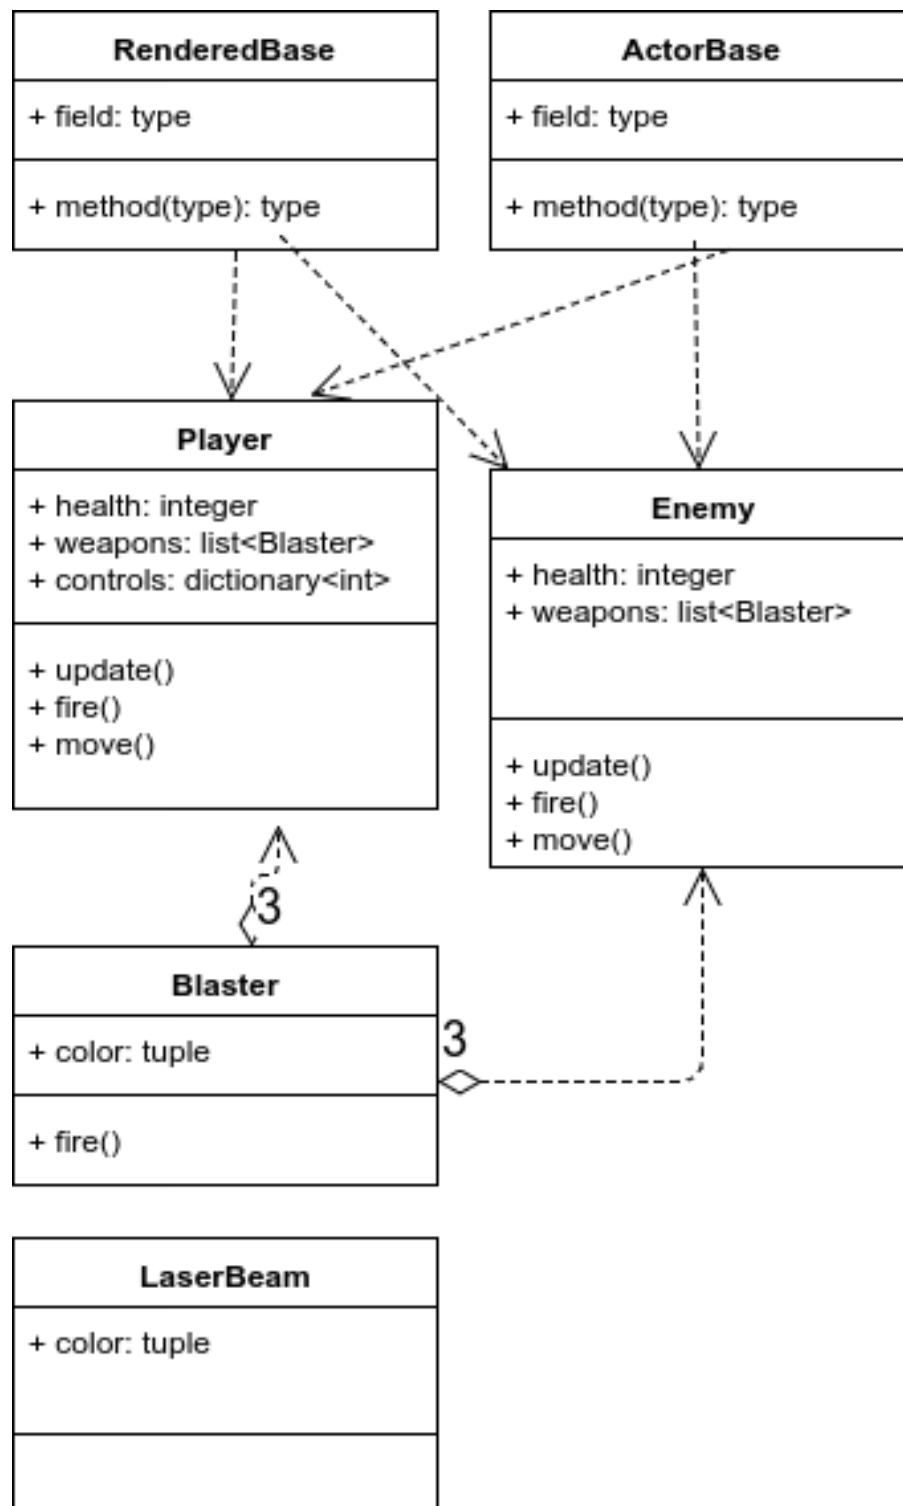 RenderedBase
+ field: type
+ method(type): type
ActorBase
+ field: type
+ method(type): type
Player
+ health: integer
+ weapons: list<Blaster>
+ controls: dictionary<int>
+ update()
+ fire()
+ move()
Enemy
+ health: integer
+ weapons: list<Blaster>
+ update()
+ fire()
+ move()
3
Blaster
+ color: tuple
+ fire()
3
LaserBeam
+ color: tuple